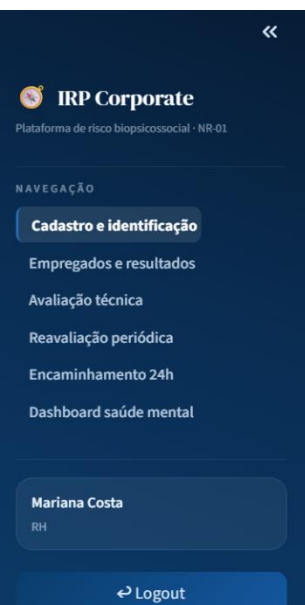 «
IRP Corporate
Plataforma de risco biopsicossocial · NR-01
NAVEGAÇÃO
Cadastro e identificação
Empregados e resultados
Avaliação técnica
Reavaliação periódica
Encaminhamento 24h
Dashboard saúde mental
Mariana Costa
RH
↩ Logout